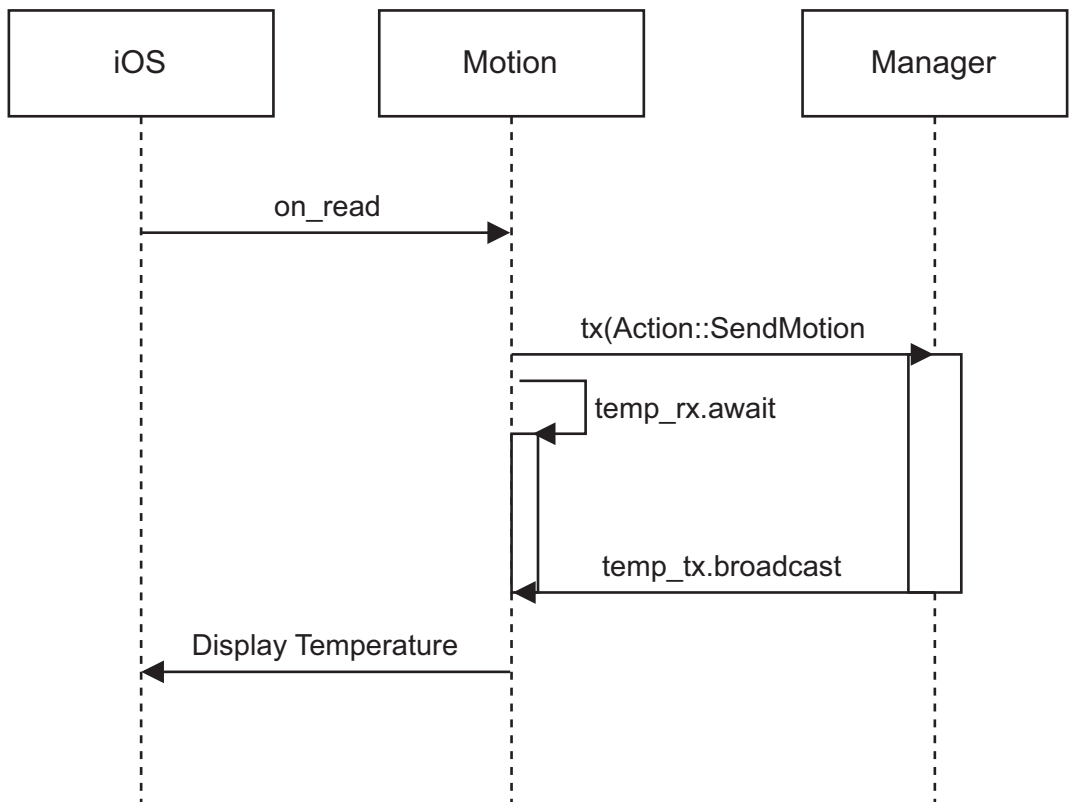 iOS
Motion
Manager
on_read
tx(Action::SendMotion
temp_rx.await
temp_tx.broadcast
Display Temperature